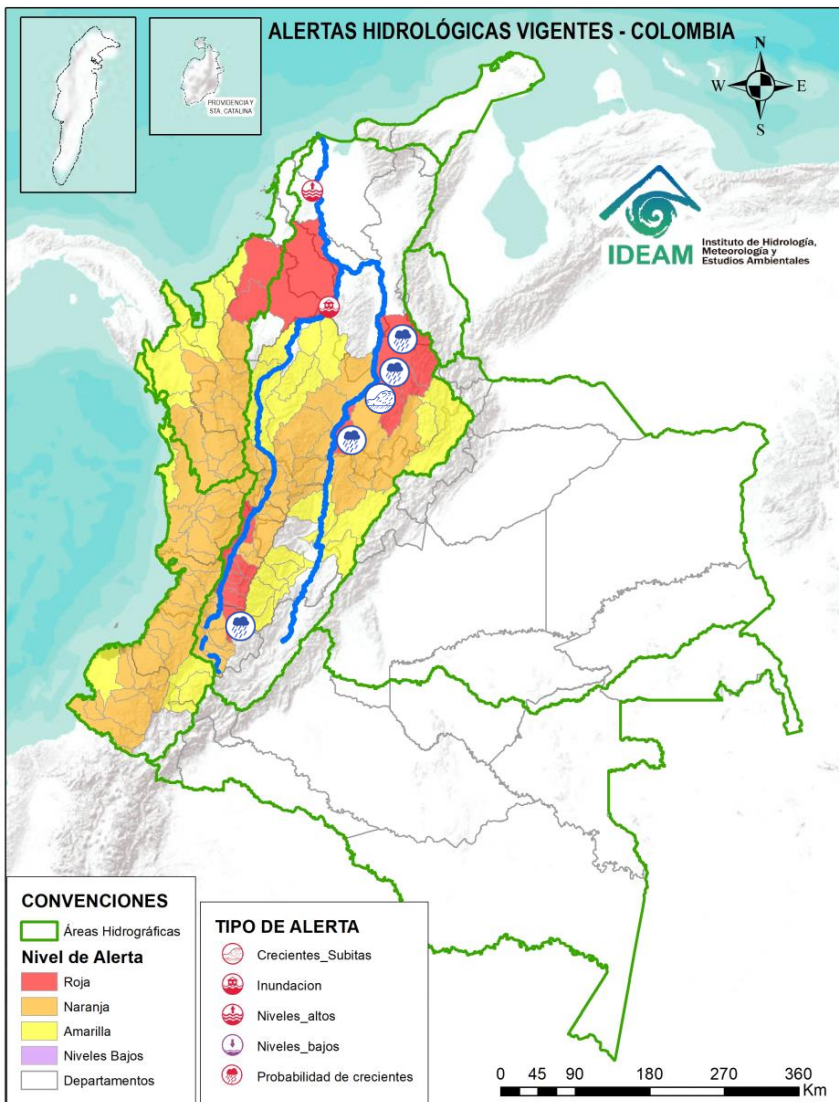 ALERTAS HIDROLÓGICAS VIGENTES - COLOMBIA
PROVIDENCIA Y
STA. CATALINA
N
W
E
S
IDEAM
Instituto de Hidrología,
Meteorología y
Estudios Ambientales
CONVENCIONES
Áreas Hidrográficas
Nivel de Alerta
Roja
Naranja
Amarilla
Niveles Bajos
Departamentos
TIPO DE ALERTA
Crecientes_Subitas
Inundacion
Niveles_altos
Niveles_bajos
Probabilidad de crecientes
0 45 90 180 270 360
Km